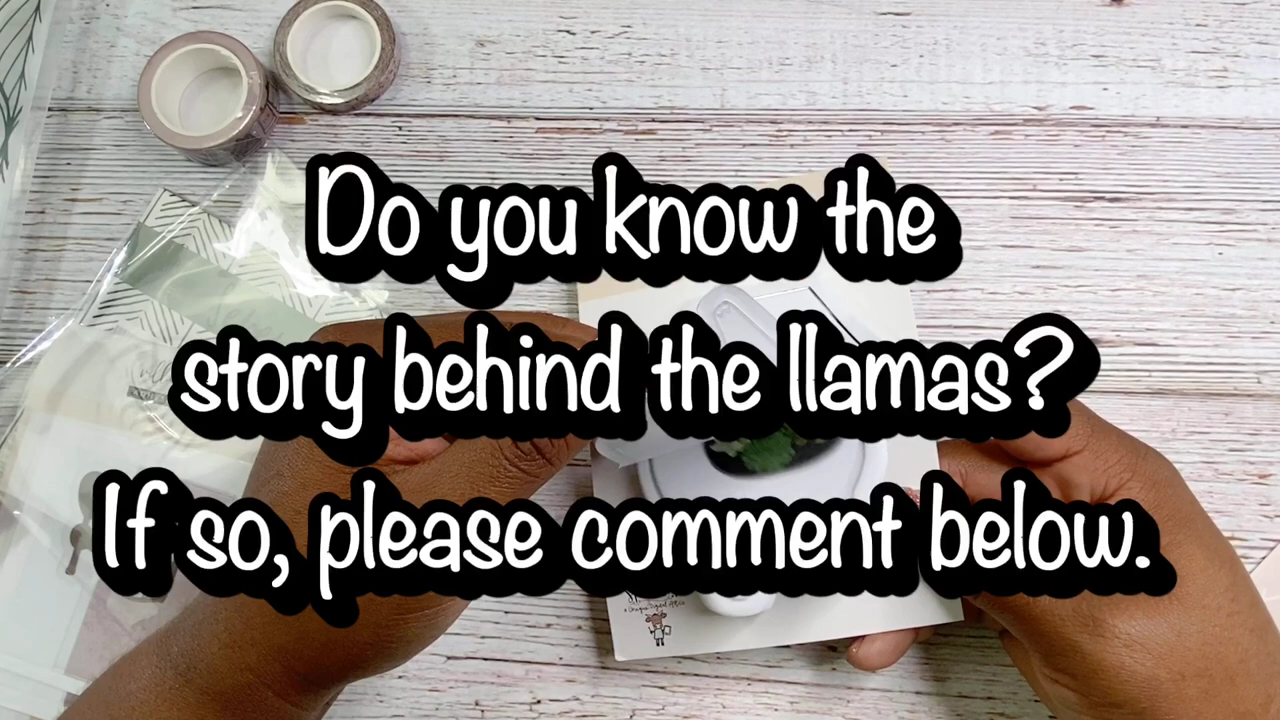 Do you know the
story behind the llamas?
If so, please comment below.